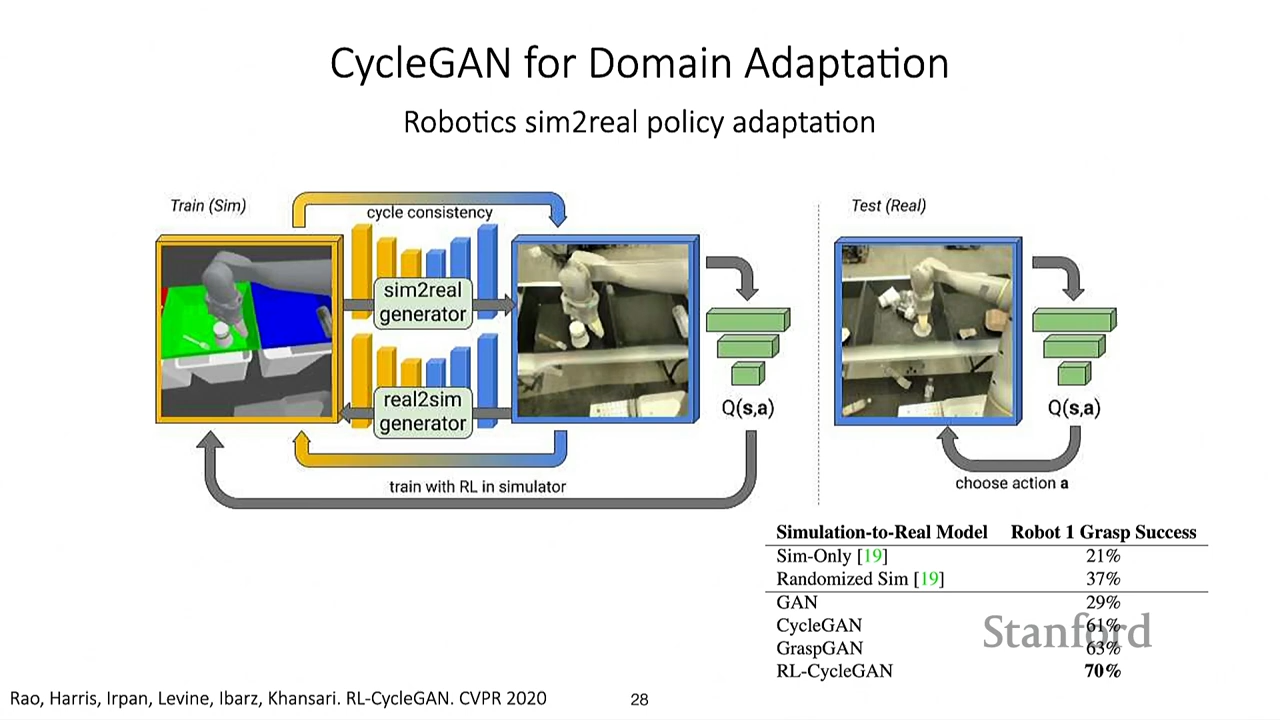 CycleGAN for Domain Adaptation
Robotics sim2real policy adaptation
Train (Sim)
cycle consistency
sim2real
generator
real2sim
generator
Q(s,a)
train with RL in simulator
Test (Real)
Q(s,a)
choose action a
Simulation-to-Real Model Robot 1 Grasp Success
Sim-Only [19] 21%
Randomized Sim [19] 37%
GAN 29%
CycleGAN 61%
GraspGAN 63%
RL-CycleGAN 70%
Stanford
Rao, Harris, Irpan, Levine, Ibarz, Khansari. RL-CycleGAN. CVPR 2020
28